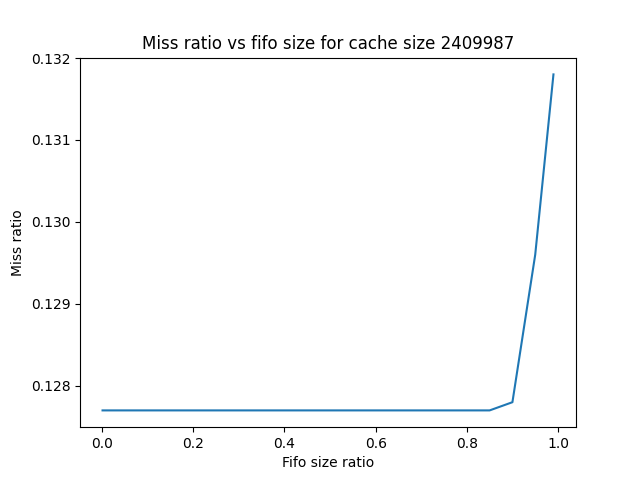 Miss ratio vs fifo size for cache size 2409987
0.132
0.131
0.130
0.129
0.128
Miss ratio
0.0 0.2 0.4 0.6 0.8 1.0
Fifo size ratio